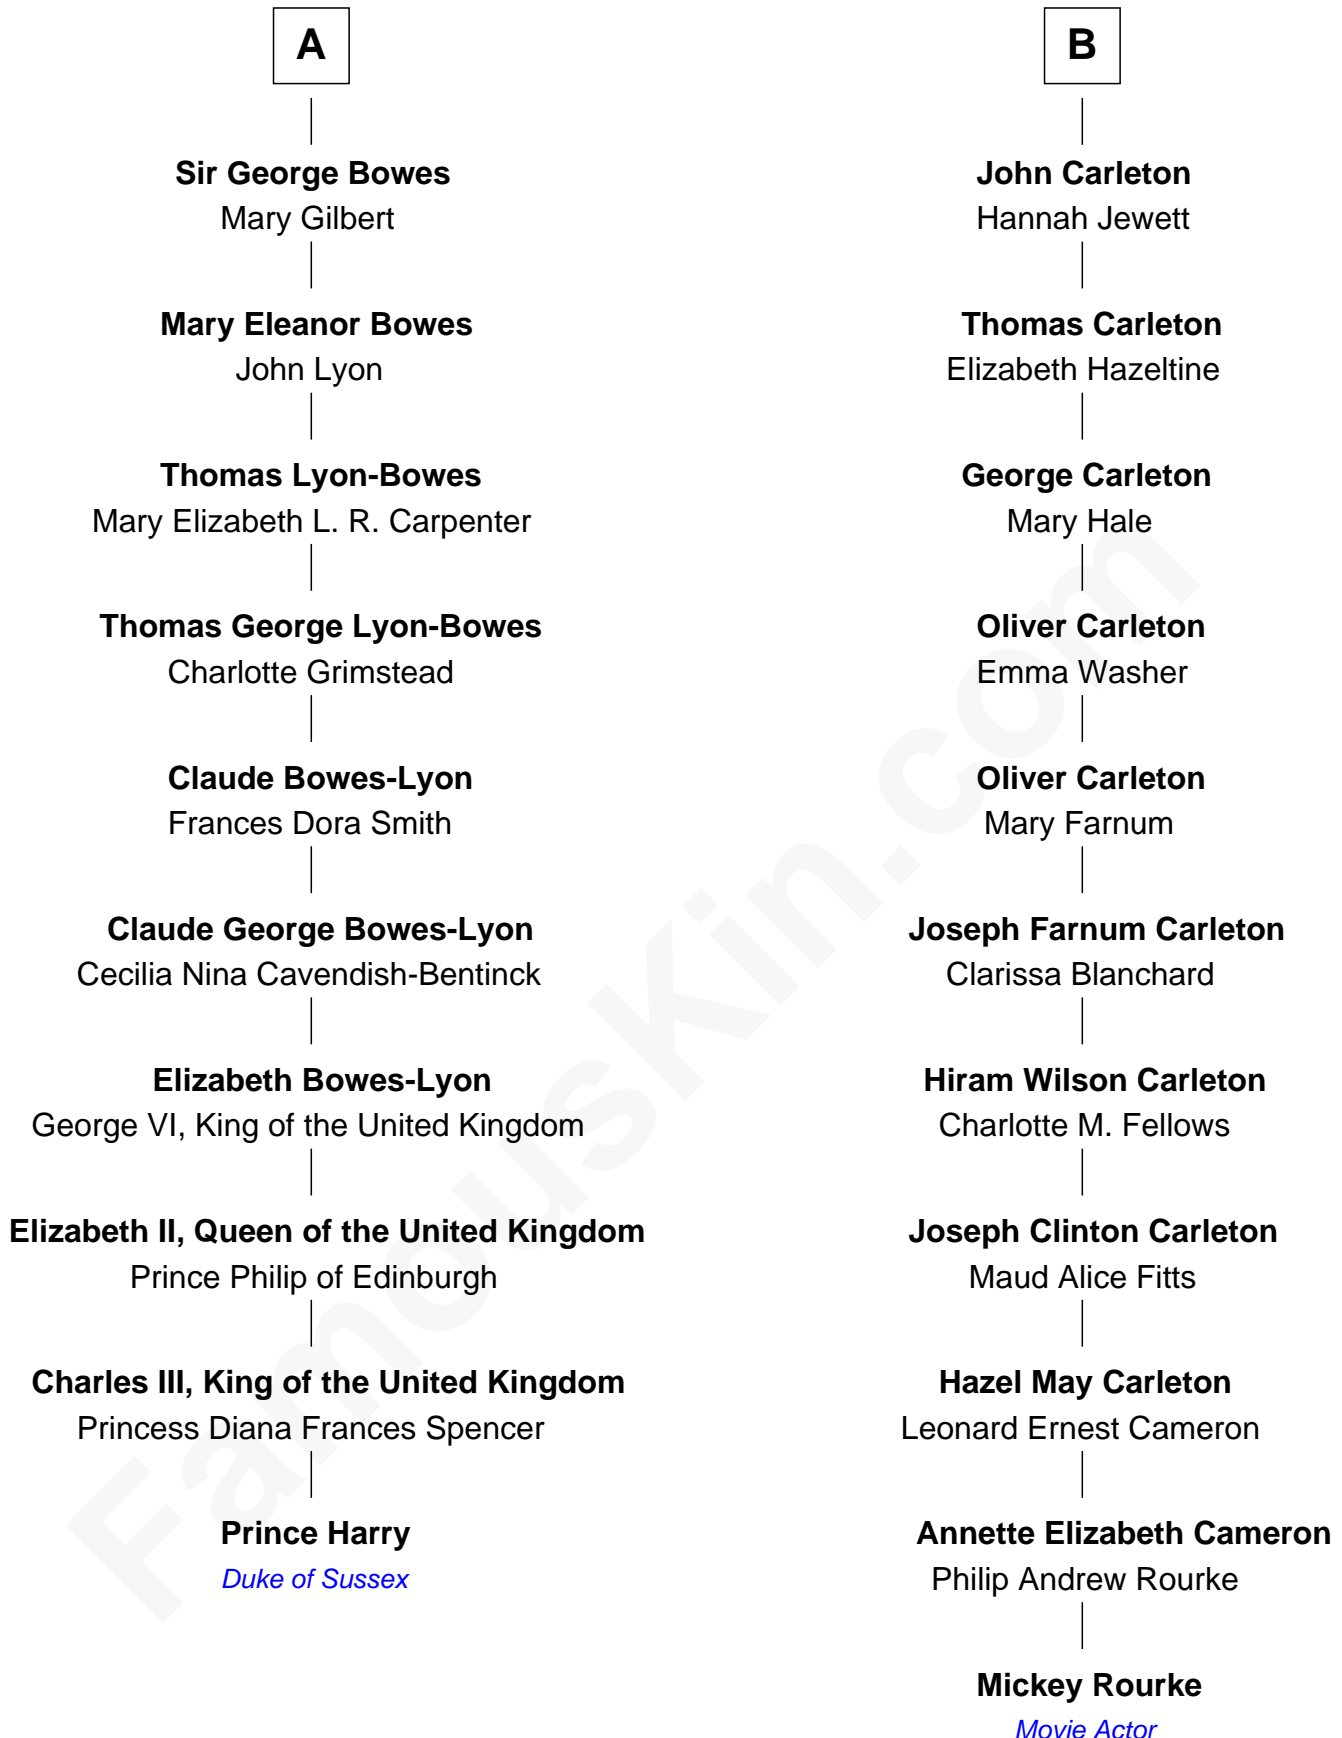 A
Sir George Bowes
Mary Gilbert
Mary Eleanor Bowes
John Lyon
Thomas Lyon-Bowes
Mary Elizabeth L. R. Carpenter
Thomas George Lyon-Bowes
Charlotte Grimstead
Claude Bowes-Lyon
Frances Dora Smith
Claude George Bowes-Lyon
Cecilia Nina Cavendish-Bentinck
Elizabeth Bowes-Lyon
George VI, King of the United Kingdom
Elizabeth II, Queen of the United Kingdom
Prince Philip of Edinburgh
Charles III, King of the United Kingdom
Princess Diana Frances Spencer
Prince Harry
Duke of Sussex
B
John Carleton
Hannah Jewett
Thomas Carleton
Elizabeth Hazeltine
George Carleton
Mary Hale
Oliver Carleton
Emma Washer
Oliver Carleton
Mary Farnum
Joseph Farnum Carleton
Clarissa Blanchard
Hiram Wilson Carleton
Charlotte M. Fellows
Joseph Clinton Carleton
Maud Alice Fitts
Hazel May Carleton
Leonard Ernest Cameron
Annette Elizabeth Cameron
Philip Andrew Rourke
Mickey Rourke
Movie Actor
FamousKin.com